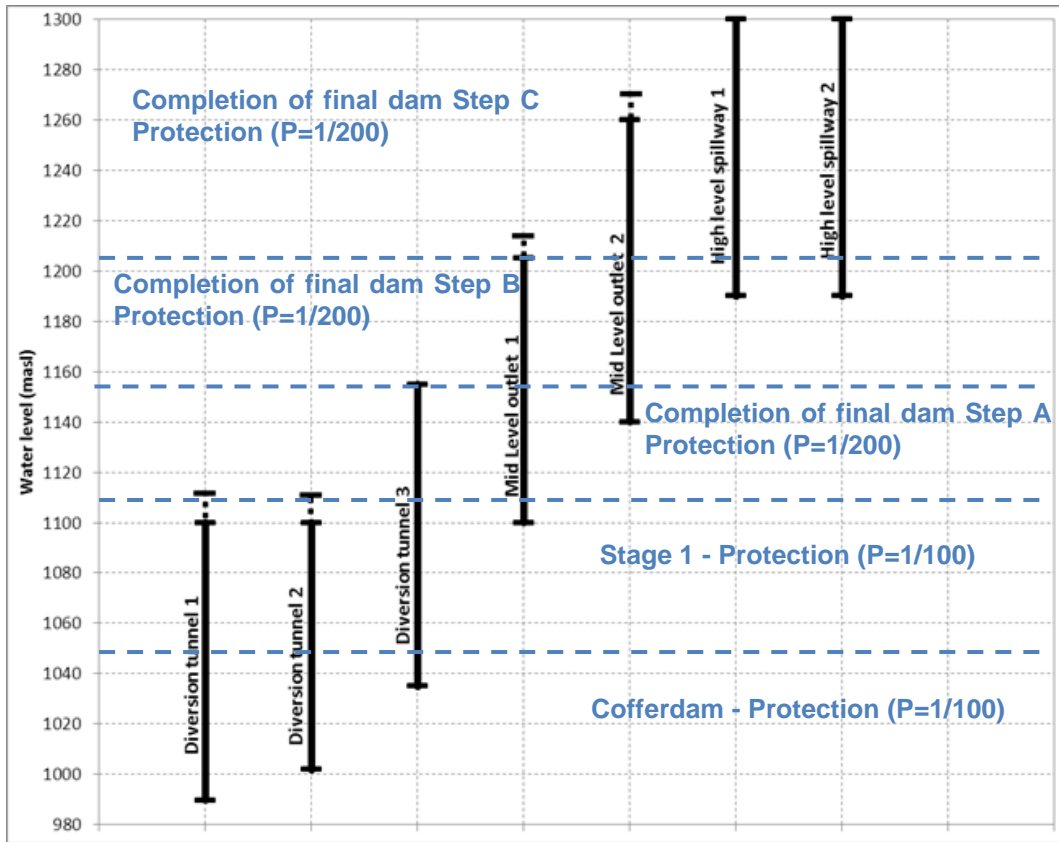 1300
1280
1260
1240
1220
1200
1180
1160
1140
1120
1100
1080
1060
1040
1020
1000
980
Water level (masl)
Completion of final dam Step C
Protection (P=1/200)
Completion of final dam Step B
Protection (P=1/200)
Completion of final dam Step A
Protection (P=1/200)
Stage 1 - Protection (P=1/100)
Cofferdam - Protection (P=1/100)
Diversion tunnel 1
Diversion tunnel 2
Diversion tunnel 3
Mid Level outlet 1
Mid Level outlet 2
High level spillway 1
High level spillway 2